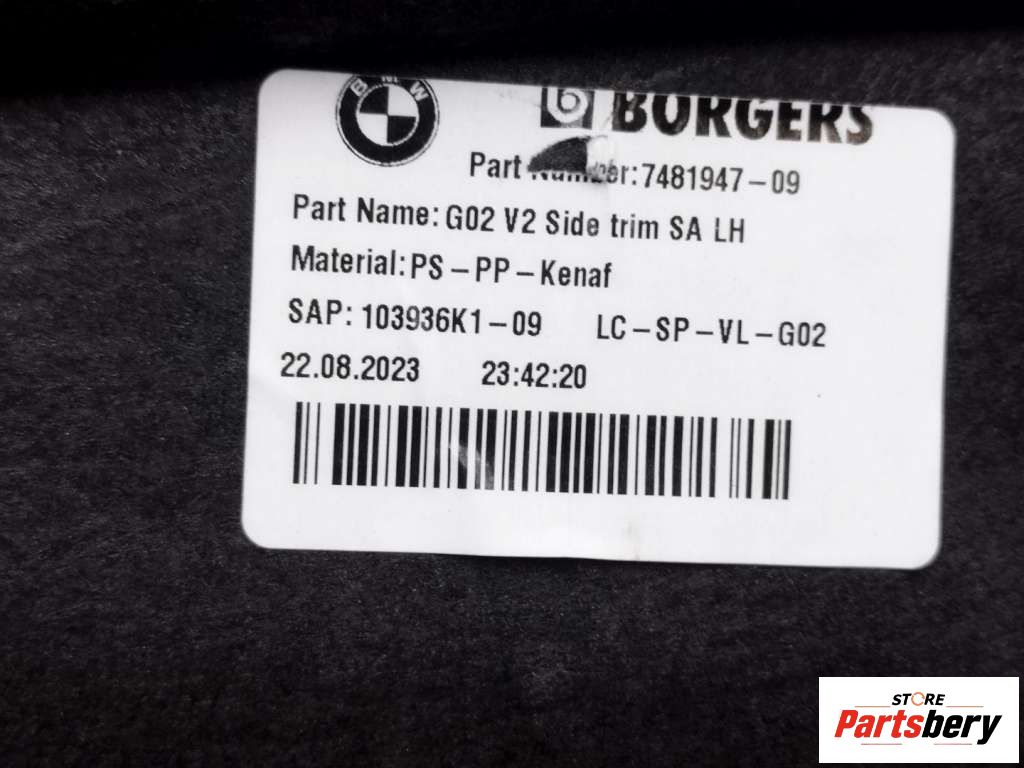 BMW
BORGERS
Part Number: 7481947-09
Part Name: G02 V2 Side trim SA LH
Material: PS-PP-Kenaf
SAP: 103936K1-09 LC-SP-VL-G02
22.08.2023 23:42:20
STORE
Partsbery